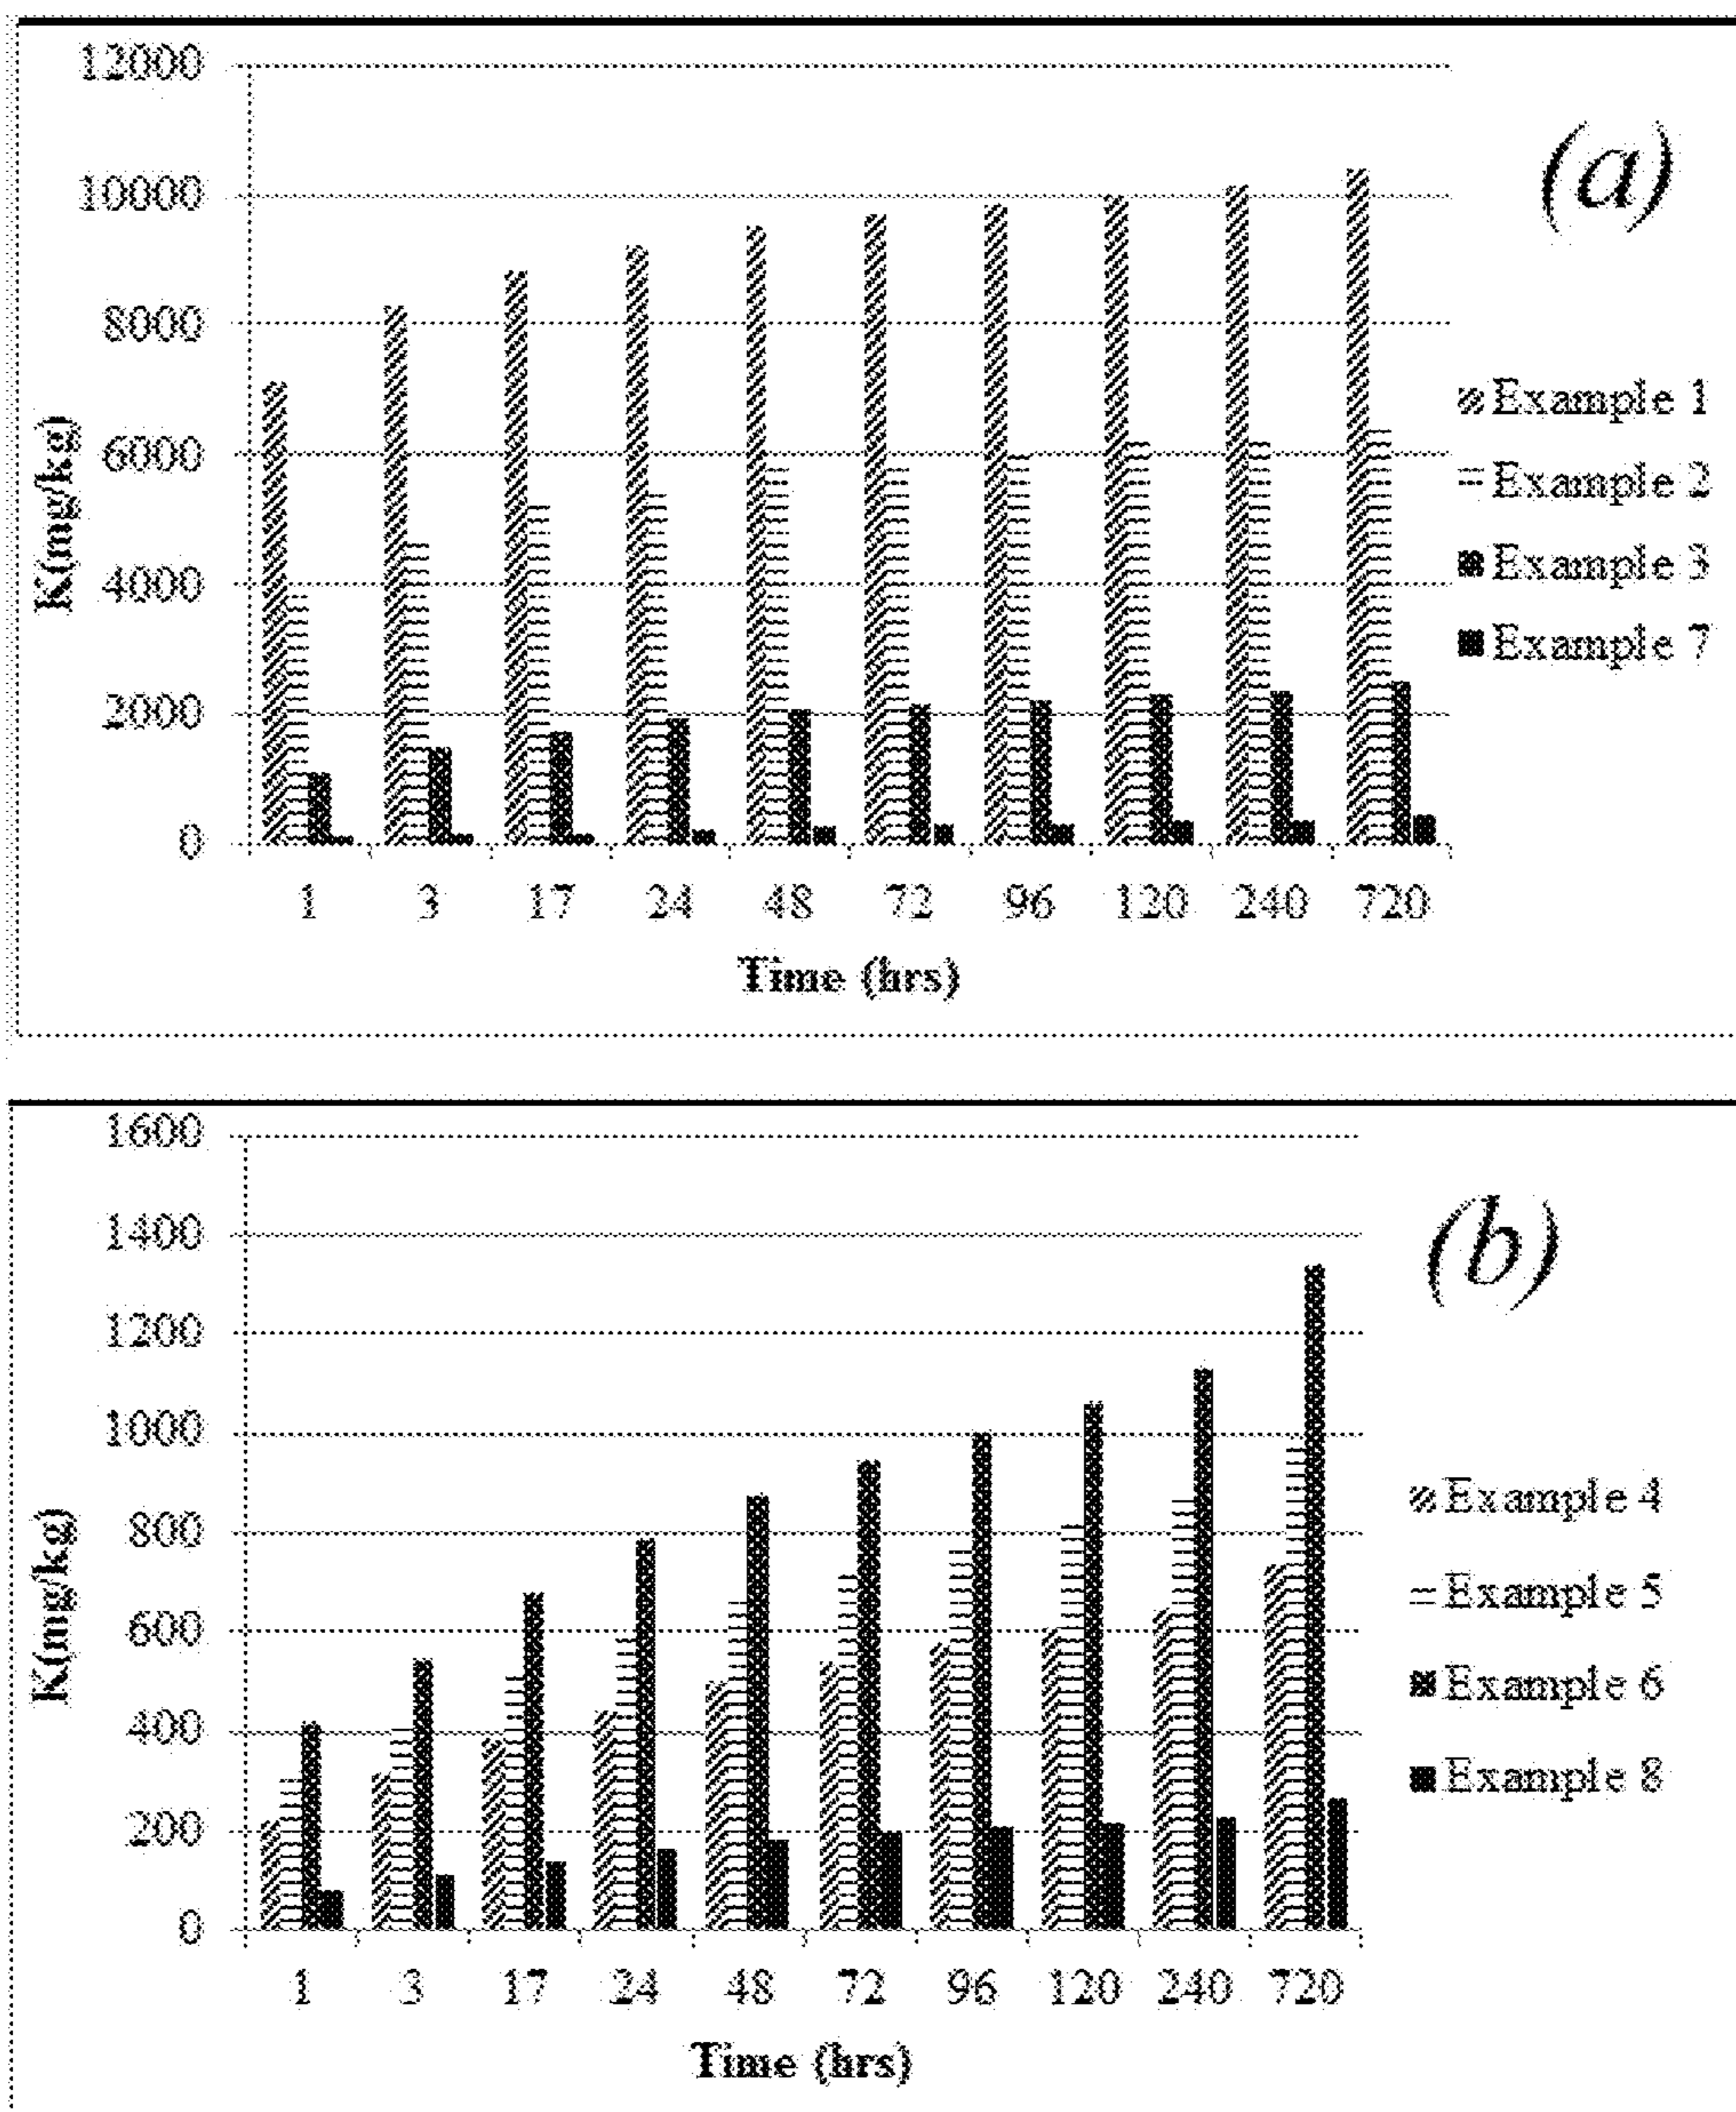 12000
10000
8000
6000
4000
2000
0
K(mg/kg)
1 3 17 24 48 72 96 120 240 720
Time (hrs)
(a)
Example 1
Example 2
Example 3
Example 7
1600
1400
1200
1000
800
600
400
200
0
K(mg/kg)
1 3 17 24 48 72 96 120 240 720
Time (hrs)
(b)
Example 4
Example 5
Example 6
Example 8